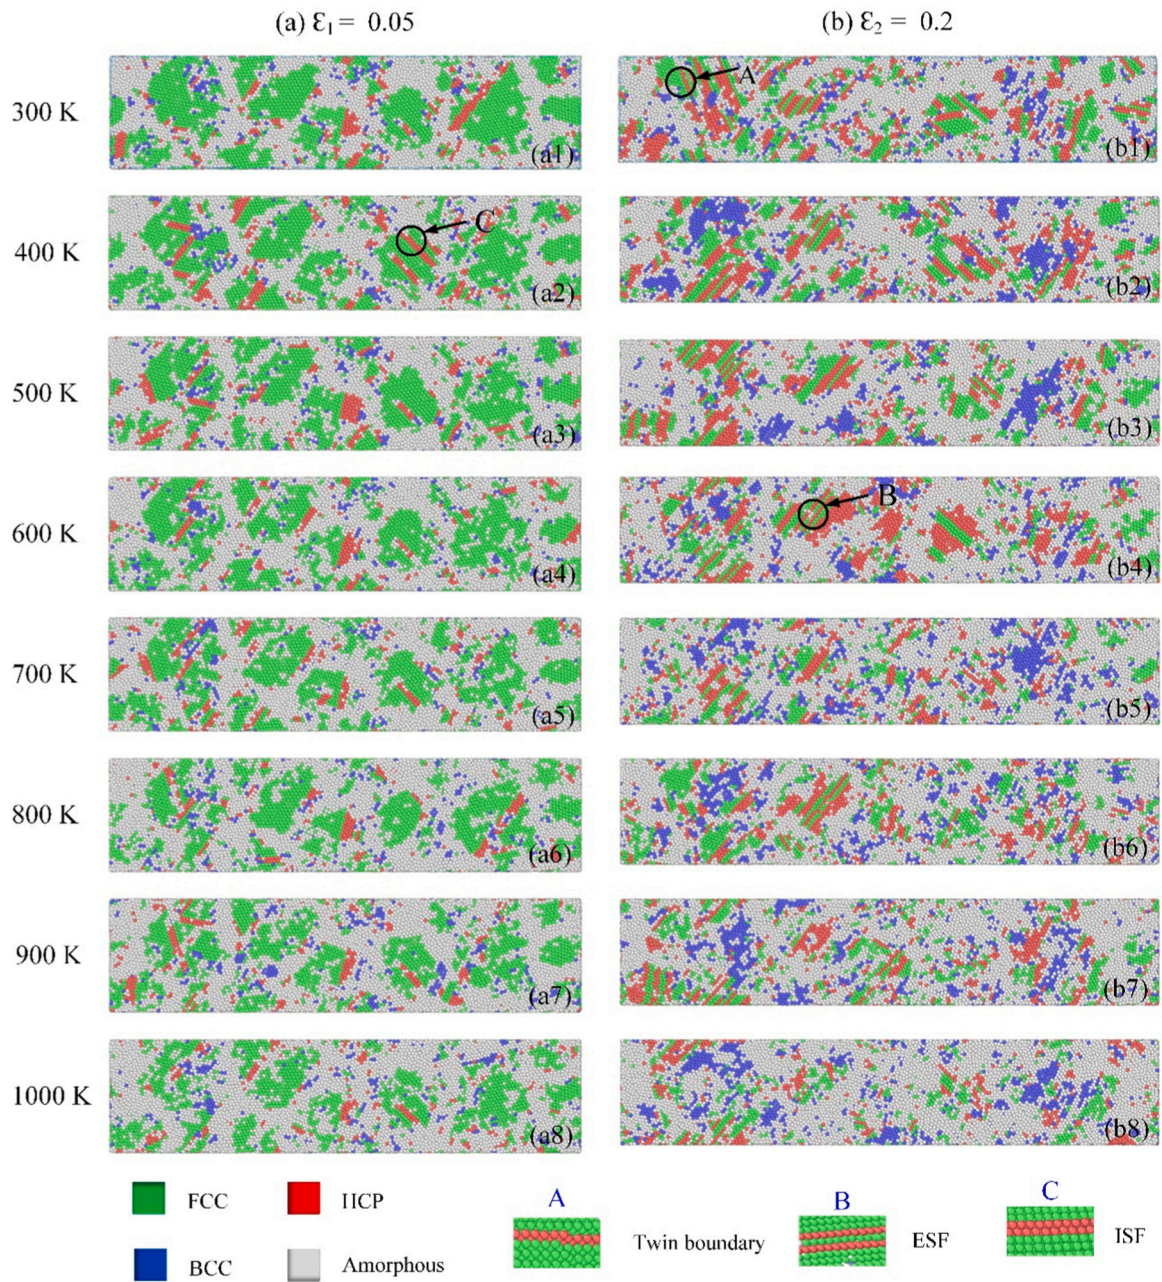 (a) Ɛ₁ = 0.05 (b) Ɛ₂ = 0.2
A
300 K (a1) (b1)
C
400 K (a2) (b2)
500 K (a3) (b3)
B
600 K (a4) (b4)
700 K (a5) (b5)
800 K (a6) (b6)
900 K (a7) (b7)
1000 K (a8) (b8)
A B C
FCC HCP Twin boundary ESF ISF
BCC Amorphous